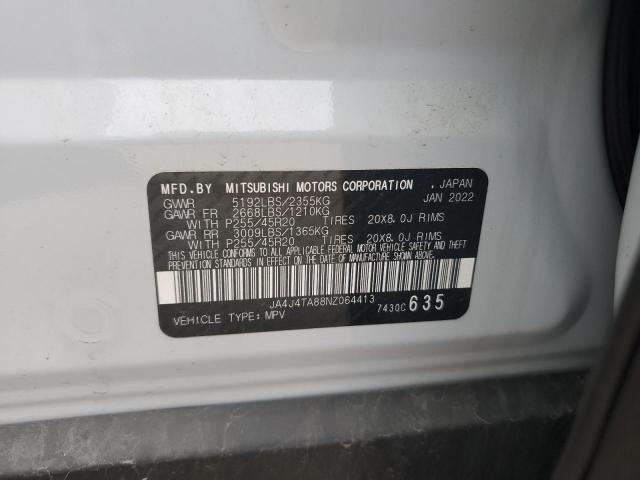 MFD.BY MITSUBISHI MOTORS CORPORATION . JAPAN
GVWR 5192LBS/2355KG JAN 2022
GAWR FR 2668LBS/1210KG
WITH P255/45R20 TIRES 20X8.0J RIMS
GAWR RR 3009LBS/1365KG
WITH P255/45R20 TIRES 20X8.0J RIMS
THIS VEHICLE CONFORMS TO ALL APPLICABLE FEDERAL MOTOR VEHICLE SAFETY AND
THEFT PREVENTION STANDARDS IN EFFECT ON THE DATE OF MANUFACTURE SHOWN ABOVE.
JA4J4TA88NZ064413
VEHICLE TYPE: MPV 7430C 635